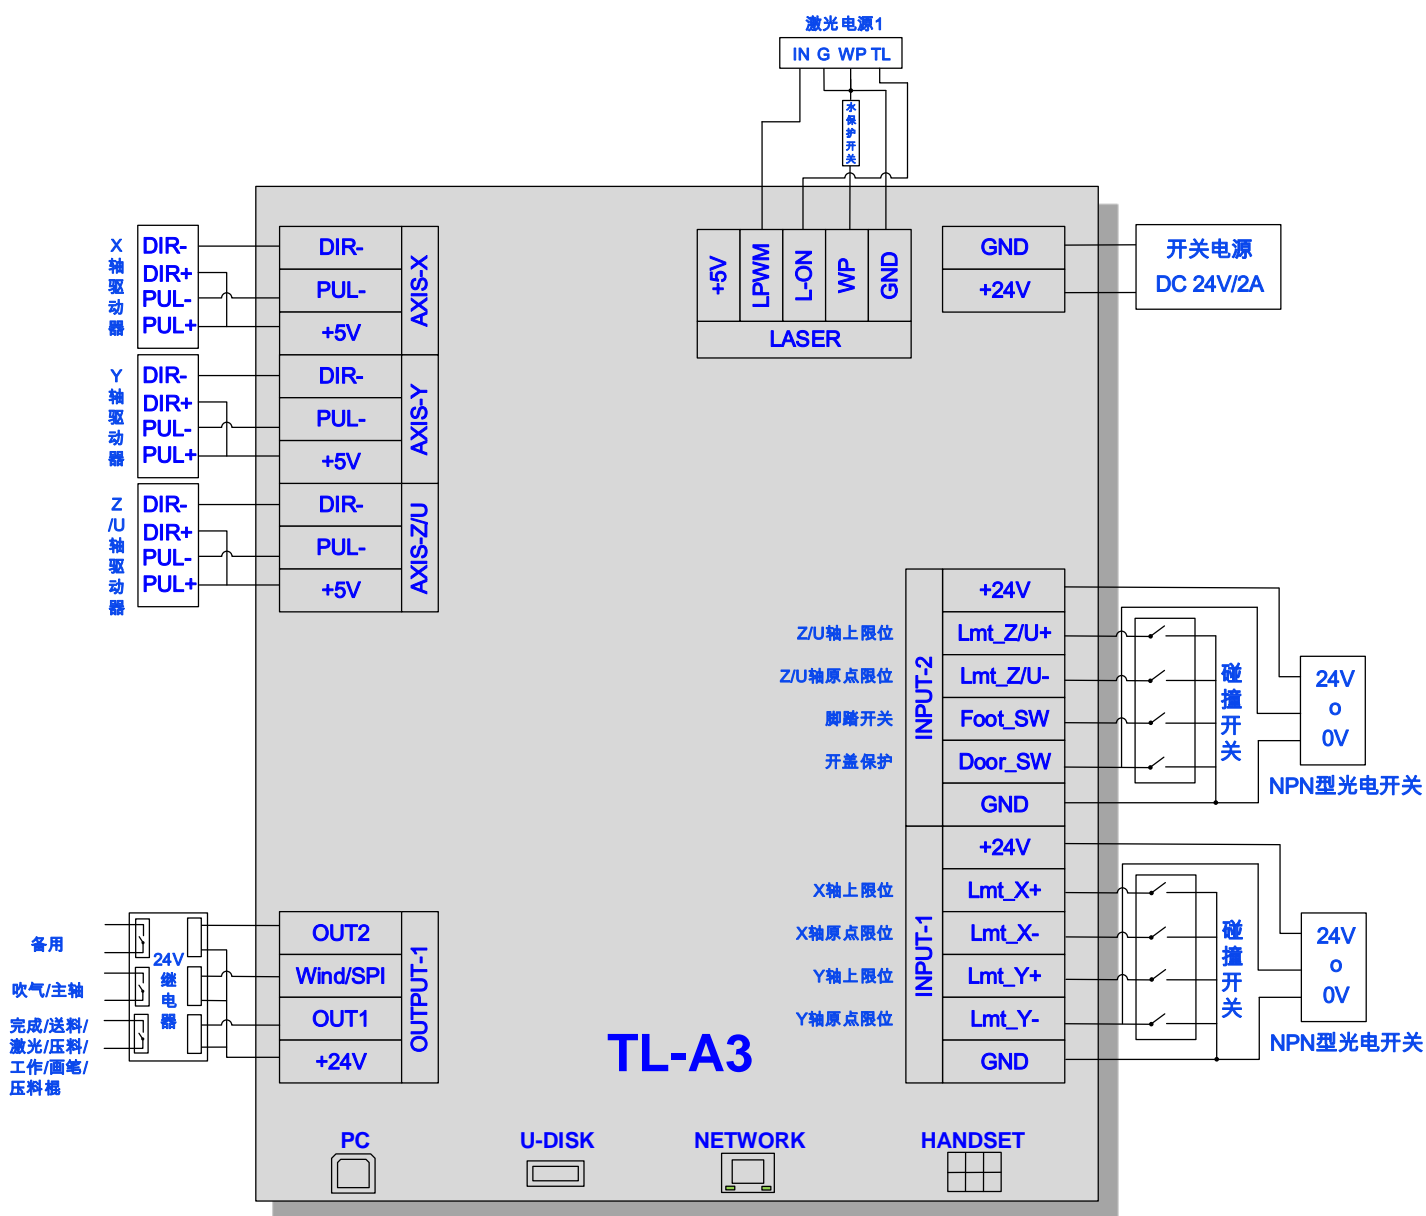 激光电源1
IN G WP TL
水保护开关
X轴驱动器
DIR-
DIR+
PUL-
PUL+
Y轴驱动器
DIR-
DIR+
PUL-
PUL+
Z/U轴驱动器
DIR-
DIR+
PUL-
PUL+
DIR-
PUL-
+5V
AXIS-X
DIR-
PUL-
+5V
AXIS-Y
DIR-
PUL-
+5V
AXIS-Z/U
+5V
LPWM
L-ON
WP
GND
LASER
GND
+24V
开关电源
DC 24V/2A
Z/U轴上限位
Z/U轴原点限位
脚踏开关
开盖保护
INPUT-2
+24V
Lmt_Z/U+
Lmt_Z/U-
Foot_SW
Door_SW
GND
碰撞开关
24V
o
0V
NPN型光电开关
X轴上限位
X轴原点限位
Y轴上限位
Y轴原点限位
INPUT-1
+24V
Lmt_X+
Lmt_X-
Lmt_Y+
Lmt_Y-
GND
碰撞开关
24V
o
0V
NPN型光电开关
备用
吹气/主轴
完成/送料/
激光/压料/
工作/画笔/
压料棍
24V
继电器
OUT2
Wind/SPI
OUT1
+24V
OUTPUT-1
TL-A3
PC
U-DISK
NETWORK
HANDSET